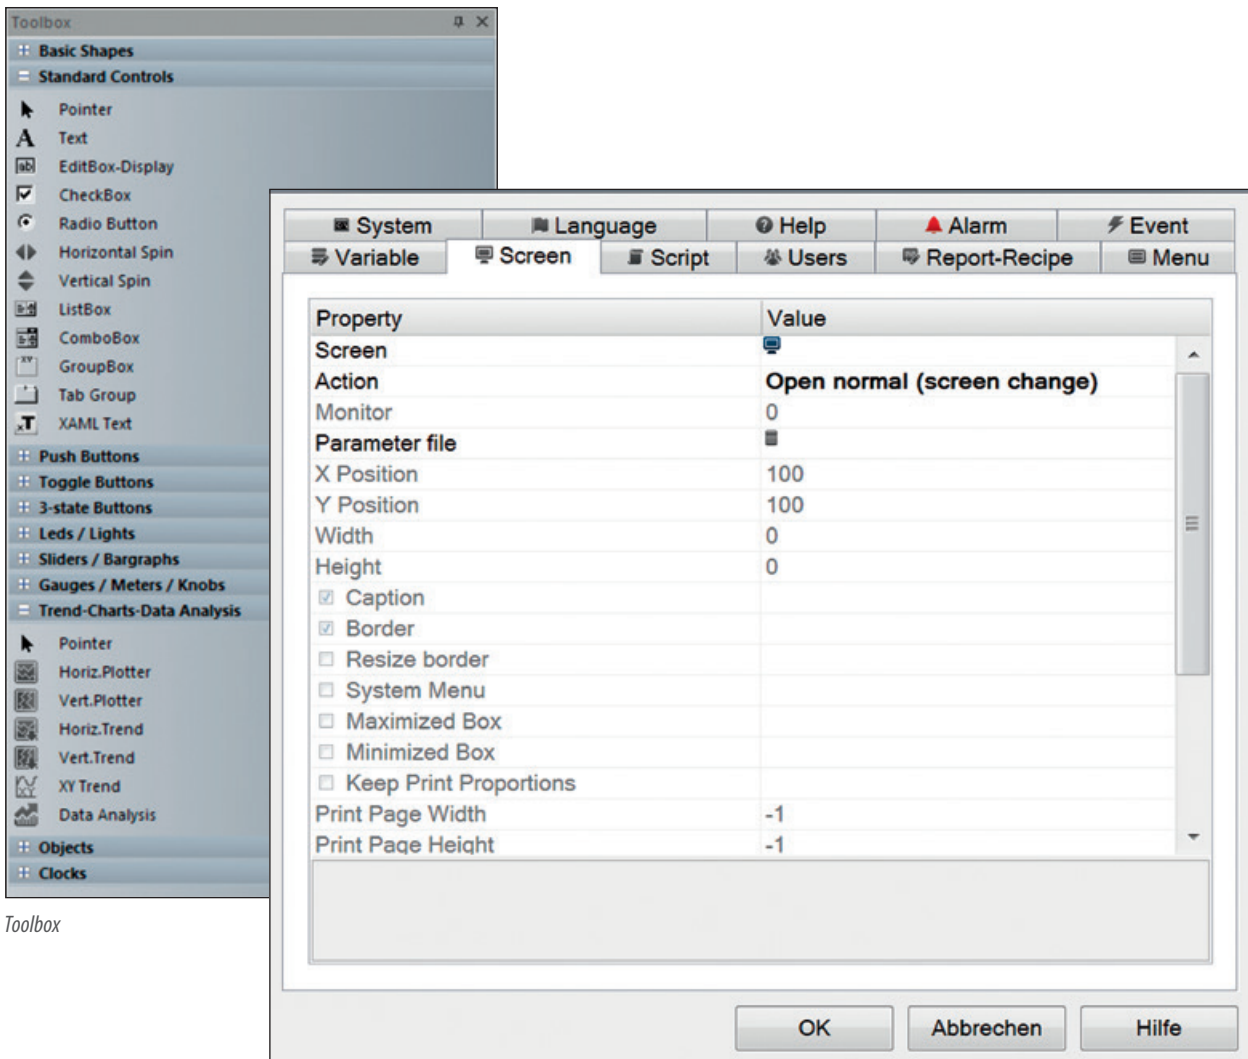 Toolbox
Basic Shapes
Standard Controls
Pointer
A Text
ab EditBox-Display
CheckBox
Radio Button
Horizontal Spin
Vertical Spin
ListBox
ComboBox
XY GroupBox
Tab Group
xT XAML Text
Push Buttons
Toggle Buttons
3-state Buttons
Leds / Lights
Sliders / Bargraphs
Gauges / Meters / Knobs
Trend-Charts-Data Analysis
Pointer
Horiz.Plotter
Vert.Plotter
Horiz.Trend
Vert.Trend
XY Trend
Data Analysis
Objects
Clocks
Toolbox
System Language Help Alarm Event
Variable Screen Script Users Report-Recipe Menu
Property Value
Screen
Action Open normal (screen change)
Monitor 0
Parameter file
X Position 100
Y Position 100
Width 0
Height 0
Caption
Border
Resize border
System Menu
Maximized Box
Minimized Box
Keep Print Proportions
Print Page Width -1
Print Page Height -1
OK Abbrechen Hilfe